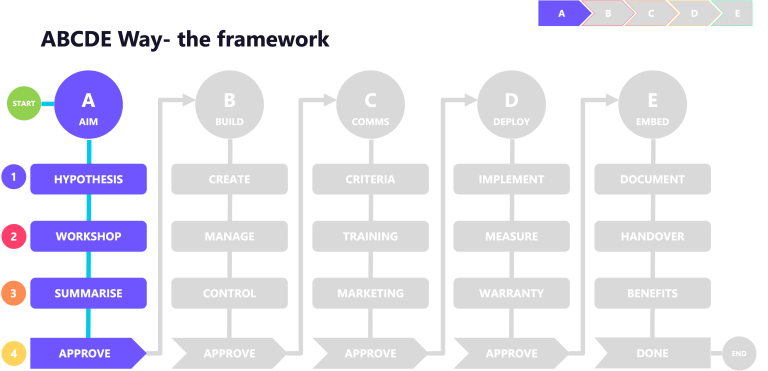 A B C D E
ABCDE Way- the framework
START
A
AIM
B
BUILD
C
COMMS
D
DEPLOY
E
EMBED
1
HYPOTHESIS
CREATE
CRITERIA
IMPLEMENT
DOCUMENT
2
WORKSHOP
MANAGE
TRAINING
MEASURE
HANDOVER
3
SUMMARISE
CONTROL
MARKETING
WARRANTY
BENEFITS
4
APPROVE
APPROVE
APPROVE
APPROVE
DONE
END